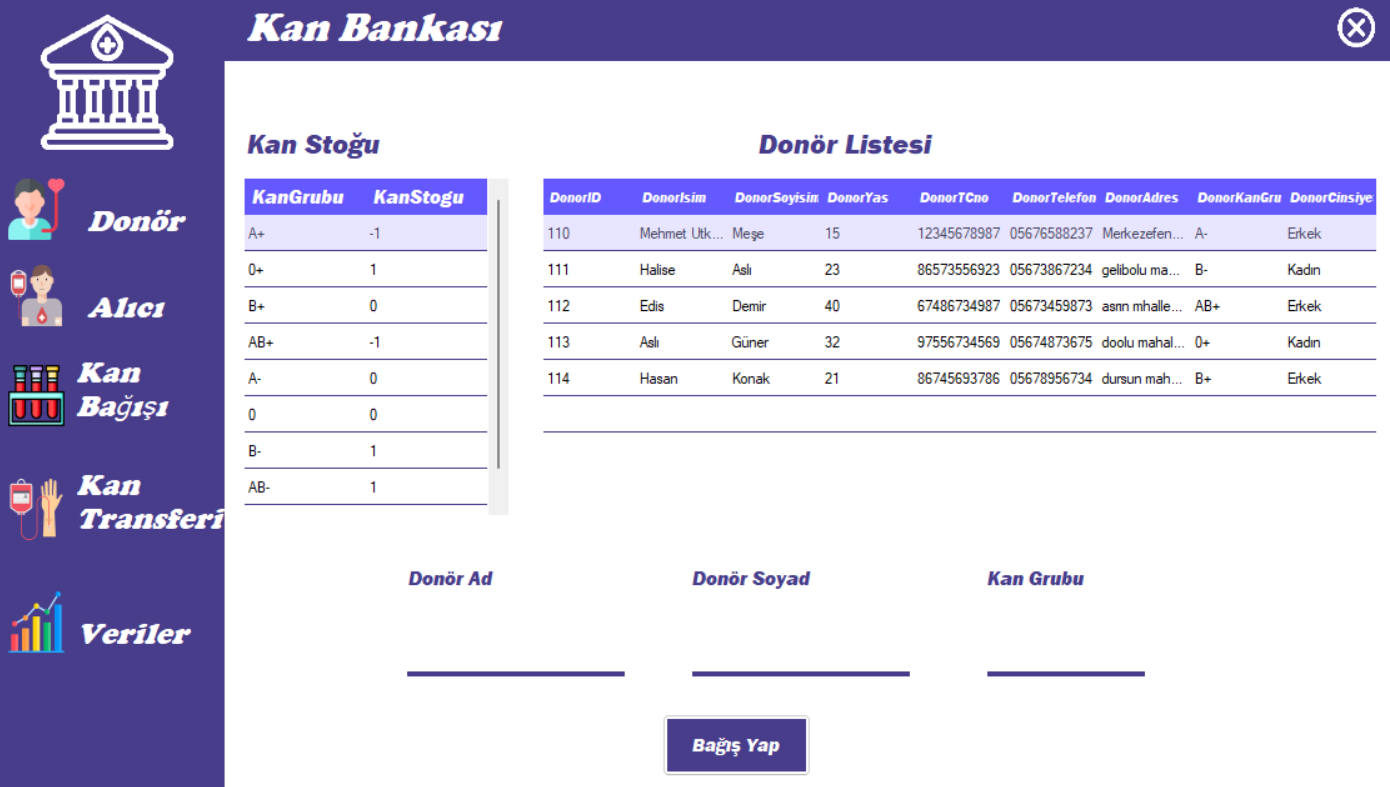 Kan Bankası
Donör
Alıcı
Kan
Bağışı
Kan
Transferi
Veriler
Kan Stoğu
KanGrubu KanStogu
A+ -1
0+ 1
B+ 0
AB+ -1
A- 0
0 0
B- 1
AB- 1
Donör Listesi
DonorID DonorIsim DonorSoyisim DonorYas DonorTCno DonorTelefon DonorAdres DonorKanGru DonorCinsiye
110 Mehmet Utk... Meşe 15 12345678987 05676588237 Merkezefen... A- Erkek
111 Halise Aslı 23 86573556923 05673867234 gelibolu ma... B- Kadın
112 Edis Demir 40 67486734987 05673459873 asrın mhalle... AB+ Erkek
113 Aslı Güner 32 97556734569 05674873675 doolu mahal... 0+ Kadın
114 Hasan Konak 21 86745693786 05678956734 dursun mah... B+ Erkek
Donör Ad Donör Soyad Kan Grubu
Bağış Yap